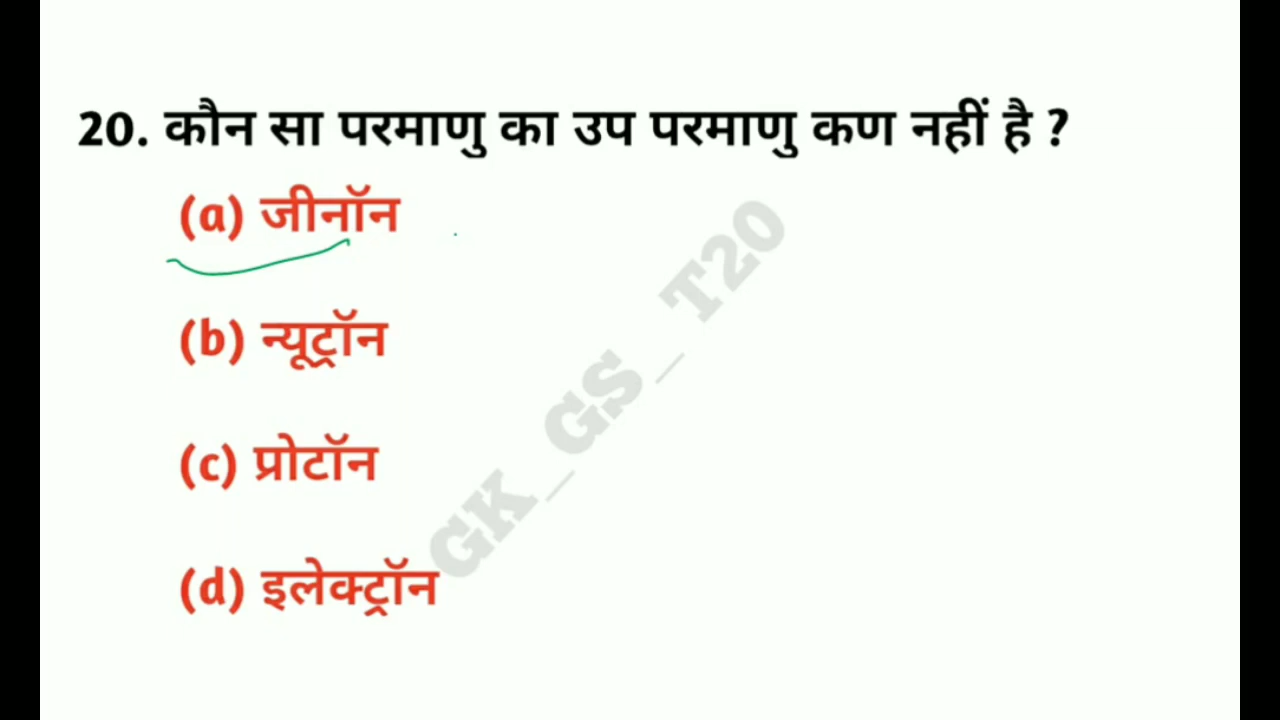 20. कौन सा परमाणु का उप परमाणु कण नहीं है ?
(a) जीनॉन
(b) न्यूट्रॉन
(c) प्रोटॉन
(d) इलेक्ट्रॉन
GK_GS_T20